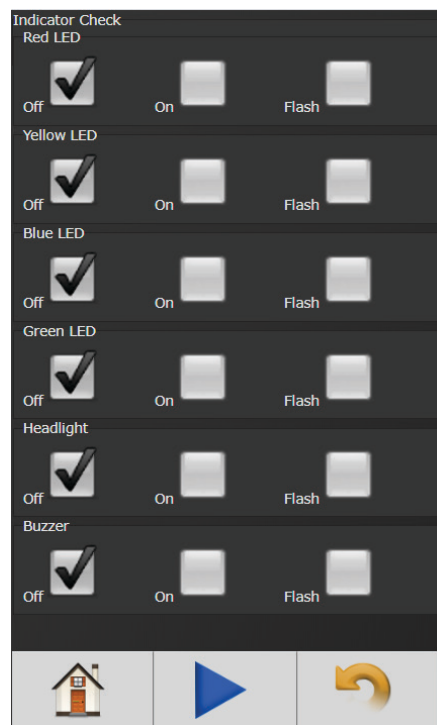 Indicator Check
Red LED
Off On Flash
Yellow LED
Off On Flash
Blue LED
Off On Flash
Green LED
Off On Flash
Headlight
Off On Flash
Buzzer
Off On Flash